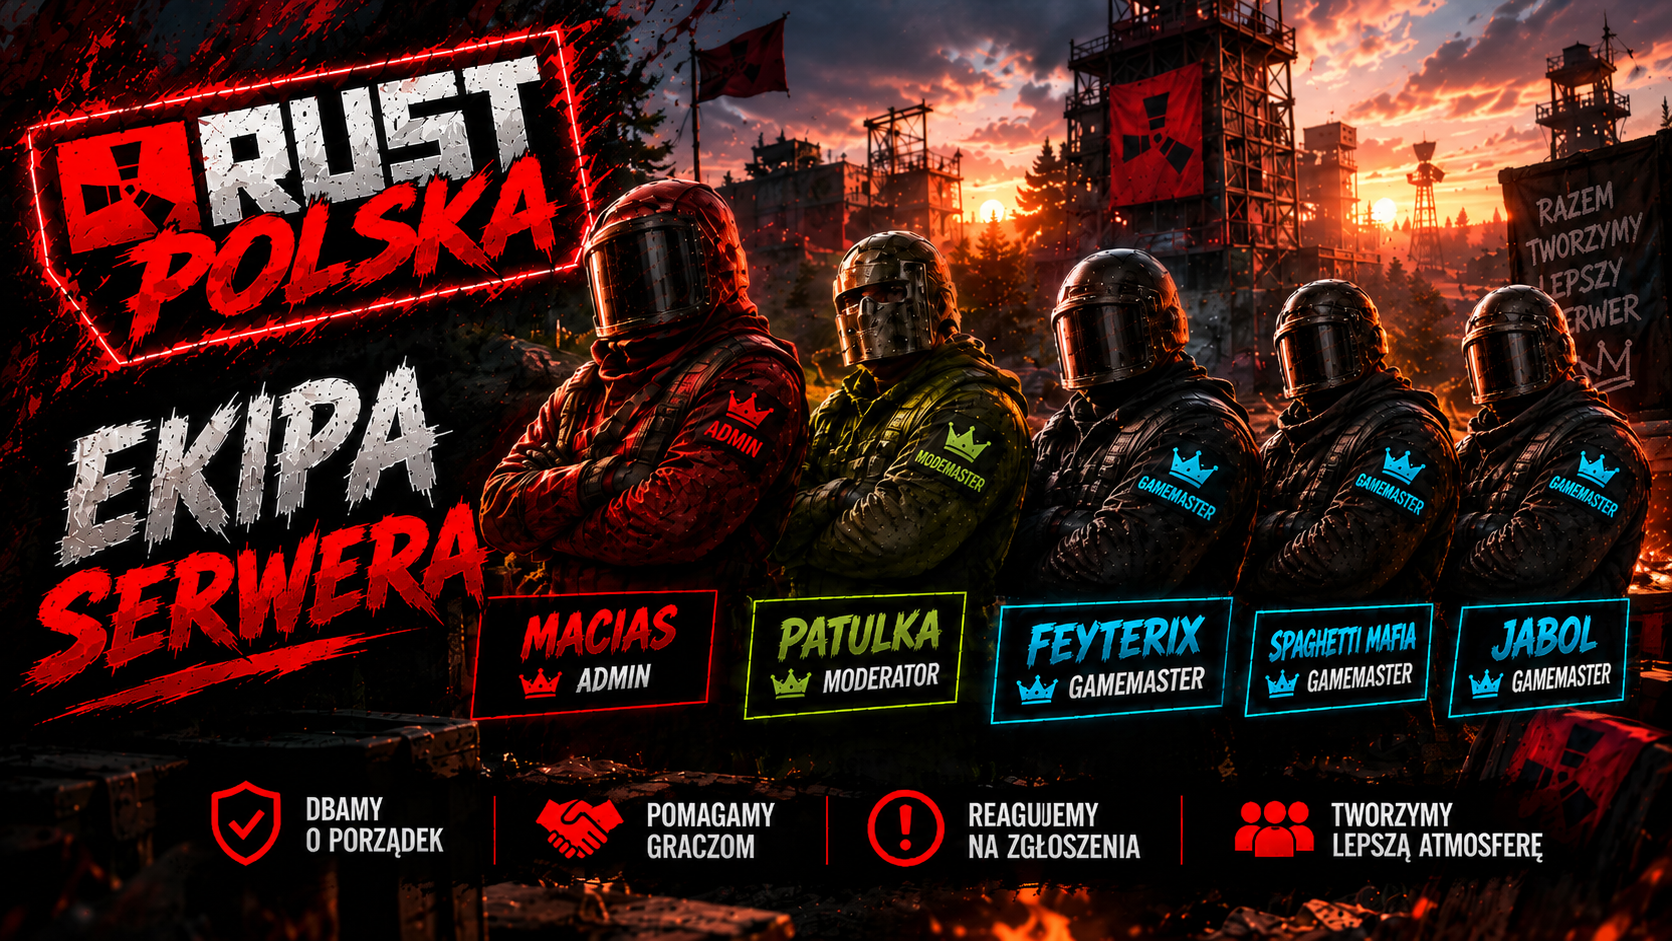 RUST
POLSKA
EKIPA
SERWERA
RAZEM
TWORZYMY
LEPSZY
SERWER
ADMIN
MODEMASTER
GAMEMASTER
GAMEMASTER
GAMEMASTER
MACIAS
ADMIN
PATULKA
MODERATOR
FEYTERIX
GAMEMASTER
SPAGHETTI MAFIA
GAMEMASTER
JABOL
GAMEMASTER
DBAMY
O PORZĄDEK
POMAGAMY
GRACZOM
REAGUJEMY
NA ZGŁOSZENIA
TWORZYMY
LEPSZĄ ATMOSFERĘ